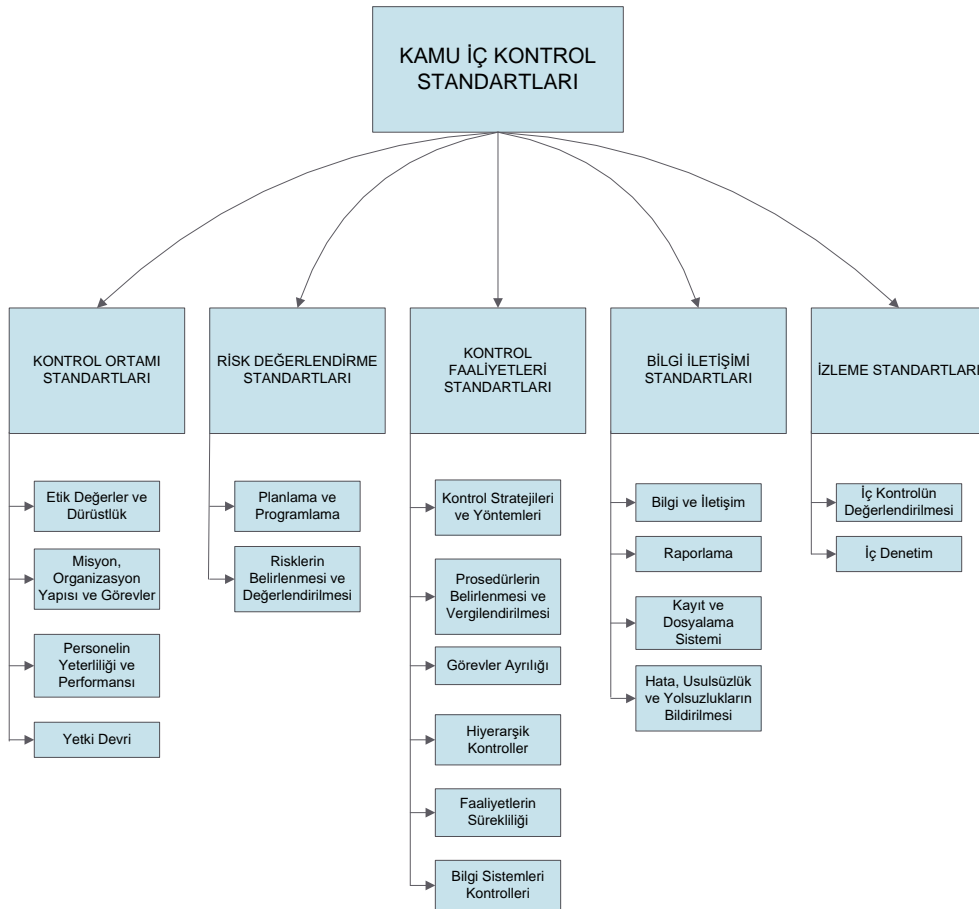 KAMU İÇ KONTROL
STANDARTLARI
KONTROL ORTAMI
STANDARTLARI
Etik Değerler ve
Dürüstlük
Misyon,
Organizasyon
Yapısı ve Görevler
Personelin
Yeterliliği ve
Performansı
Yetki Devri
RİSK DEĞERLENDİRME
STANDARTLARI
Planlama ve
Programlama
Risklerin
Belirlenmesi ve
Değerlendirilmesi
KONTROL
FAALİYETLERİ
STANDARTLARI
Kontrol Stratejileri
ve Yöntemleri
Prosedürlerin
Belirlenmesi ve
Vergilendirilmesi
Görevler Ayrılığı
Hiyerarşik
Kontroller
Faaliyetlerin
Sürekliliği
Bilgi Sistemleri
Kontrolleri
BİLGİ İLETİŞİMİ
STANDARTLARI
Bilgi ve İletişim
Raporlama
Kayıt ve
Dosyalama
Sistemi
Hata, Usulsüzlük
ve Yolsuzlukların
Bildirilmesi
İZLEME STANDARTLARI
İç Kontrolün
Değerlendirilmesi
İç Denetim